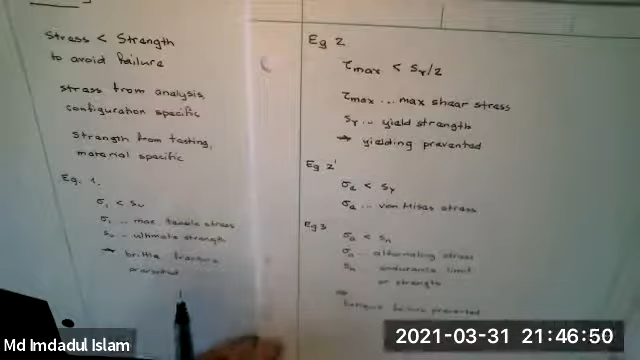 Stress < Strength
to avoid failure
stress from analysis,
configuration specific
Strength from testing,
material specific
Eg. 1.
σ₁ < Su
σ₁ ... max. tensile stress
Su ... ultimate strength
→ brittle fracture
prevented
Eg 2
τmax < Sy/2
τmax ... max shear stress
Sy ... yield strength
→ yielding prevented
Eg 2'
σe < Sy
σe ... von Mises stress
Eg 3
σa < Sn
σa ... alternating stress
Sn endurance limit
or strength
→
fatigue failure prevented
Md Imdadul Islam
2021-03-31 21:46:50